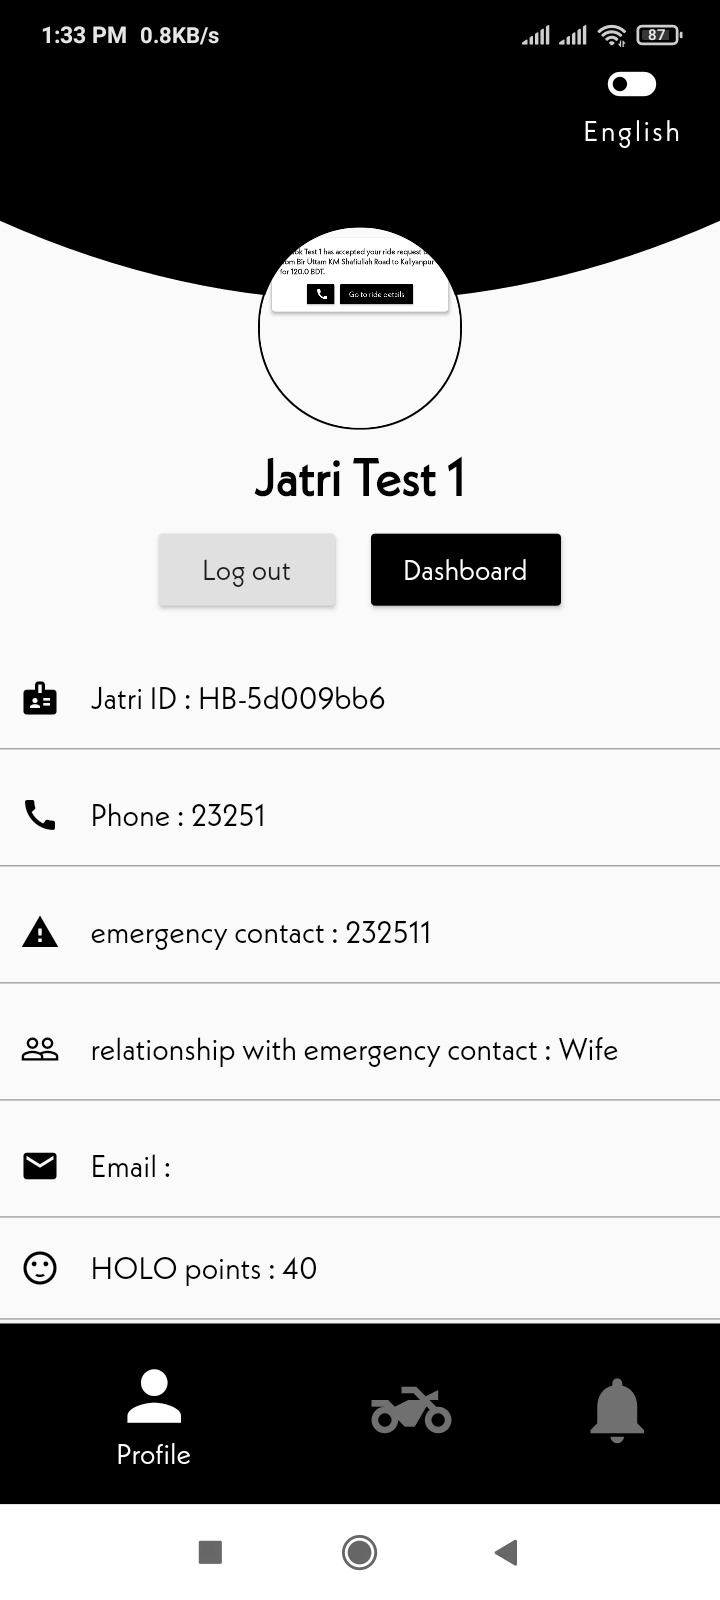 1:33 PM 0.8KB/s
87
English
Test 1 has accepted your ride request
from Bir Uttam KM Shafiullah Road to Kallyanpur
for 120.0 BDT.
Go to ride details
Jatri Test 1
Log out
Dashboard
Jatri ID : HB-5d009bb6
Phone : 23251
emergency contact : 232511
relationship with emergency contact : Wife
Email :
HOLO points : 40
Profile